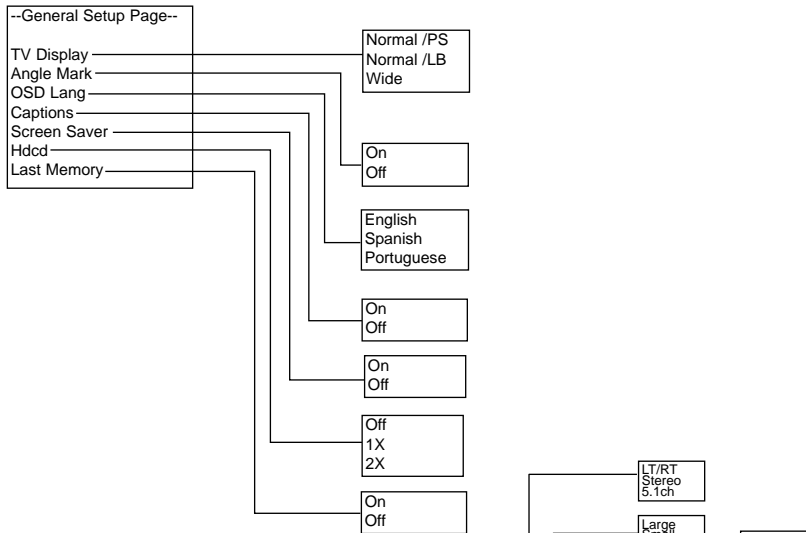 --General Setup Page--
TV Display
Angle Mark
OSD Lang
Captions
Screen Saver
Hdcd
Last Memory
Normal /PS
Normal /LB
Wide
On
Off
English
Spanish
Portuguese
On
Off
On
Off
Off
1X
2X
On
Off
LT/RT
Stereo
5.1ch
Large